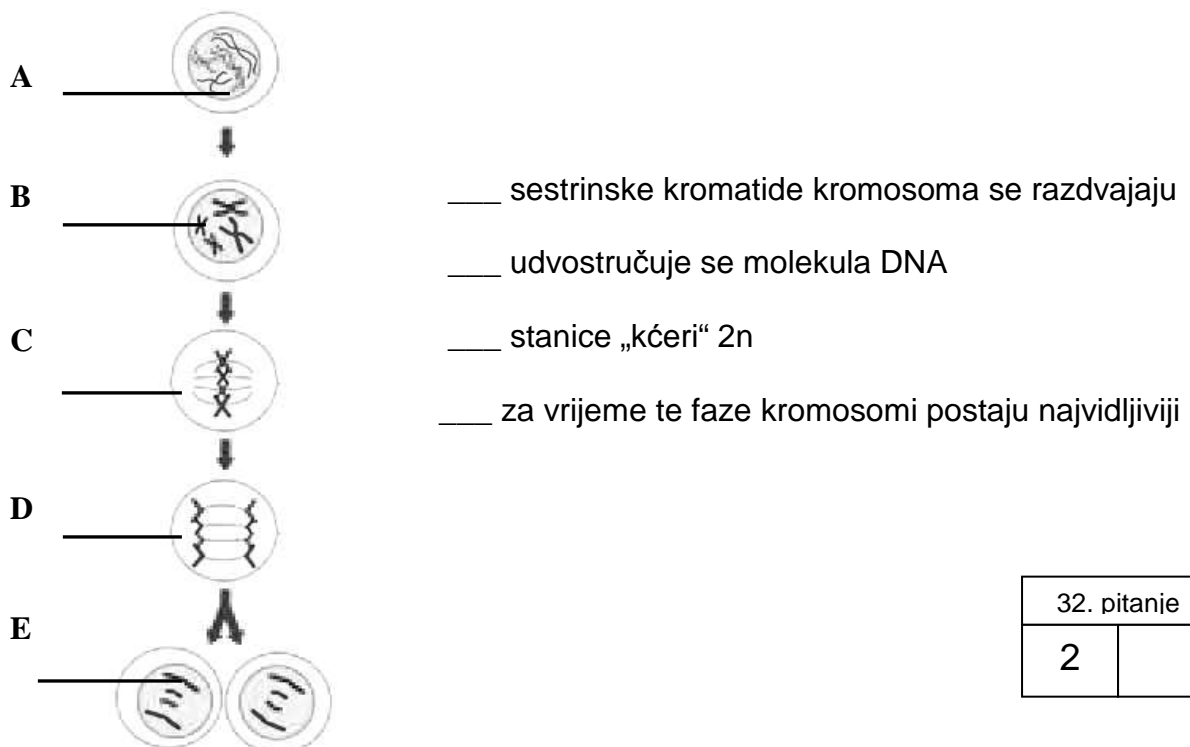 A
B
C
D
E
___ sestrinske kromatide kromosoma se razdvajaju
___ udvostručuje se molekula DNA
___ stanice „kćeri“ 2n
___ za vrijeme te faze kromosomi postaju najvidljiviji
32. pitanje
2